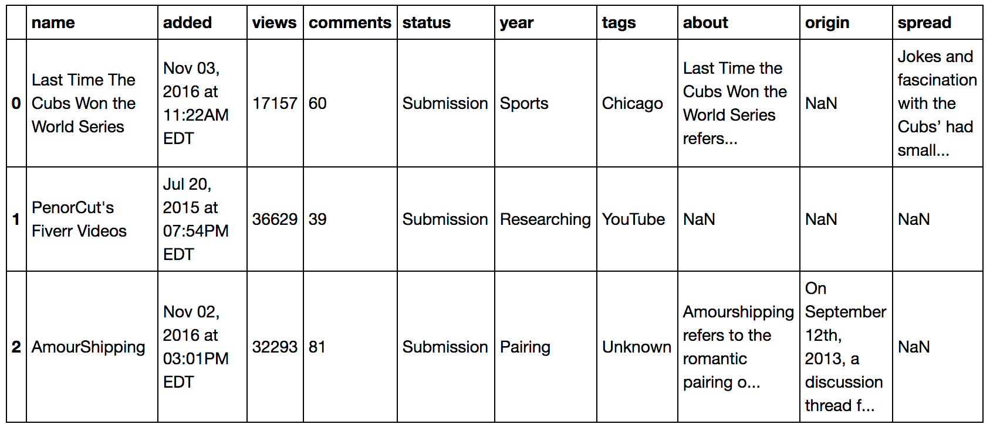 name added views comments status year tags about origin spread
0
Last Time The
Cubs Won the
World Series
Nov 03,
2016 at
11:22AM
EDT
17157
60
Submission
Sports
Chicago
Last Time the
Cubs Won the
World Series
refers...
NaN
Jokes and
fascination
with the
Cubs’ had
small...
1
PenorCut's
Fiverr Videos
Jul 20,
2015 at
07:54PM
EDT
36629
39
Submission
Researching
YouTube
NaN
NaN
NaN
2
AmourShipping
Nov 02,
2016 at
03:01PM
EDT
32293
81
Submission
Pairing
Unknown
Amourshipping
refers to the
romantic
pairing o...
On
September
12th,
2013, a
discussion
thread f...
NaN